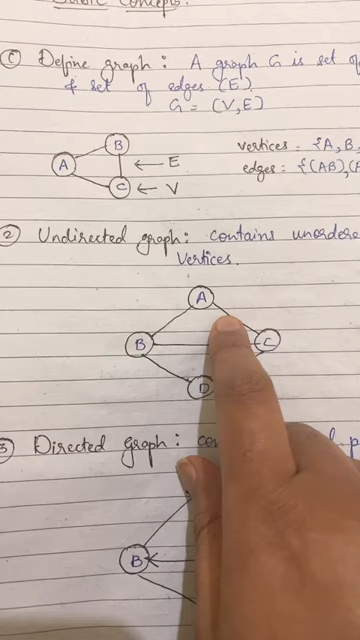 Basic Concepts.
① Define graph : A graph G is set of
& set of edges (E)
G = (V, E)
B
A
C
← E
← V
vertices = {A, B,
edges = {(AB), (A
② Undirected graph : contains
Vertices.
A
B
C
D
3 Directed Graph :
B